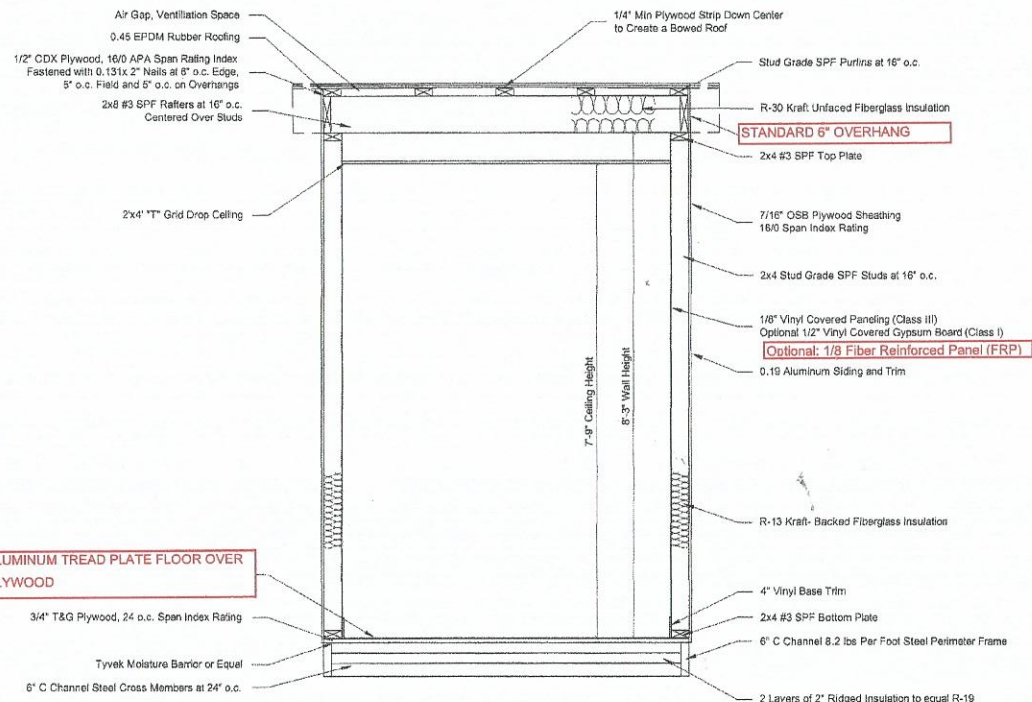 Air Gap, Ventiliation Space
0.45 EPDM Rubber Roofing
1/2" CDX Plywood, 16/0 APA Span Rating Index
Fastened with 0.131x 2" Nails at 6" o.c. Edge,
5" o.c. Field and 5" o.c. on Overhangs
2x8 #3 SPF Rafters at 16" o.c.
Centered Over Studs
2'x4' "T" Grid Drop Ceiling
LUMINUM TREAD PLATE FLOOR OVER
LYWOOD
3/4" T&G Plywood, 24 o.c. Span Index Rating
Tyvek Moisture Barrior or Equal
6" C Channel Steel Cross Members at 24" o.c.
7'-9" Ceiling Height
8'-3" Wall Height
1/4" Min Plywood Strip Down Center
to Create a Bowed Roof
Stud Grade SPF Purlins at 16" o.c.
R-30 Kraft Unfaced Fiberglass Insulation
STANDARD 6" OVERHANG
2x4 #3 SPF Top Plate
7/16" OSB Plywood Sheathing
16/0 Span Index Rating
2x4 Stud Grade SPF Studs at 16" o.c.
1/8" Vinyl Covered Paneling (Class III)
Optional 1/2" Vinyl Covered Gypsum Board (Class I)
Optional: 1/8 Fiber Reinforced Panel (FRP)
0.19 Aluminum Siding and Trim
R-13 Kraft- Backed Fiberglass Insulation
4" Vinyl Base Trim
2x4 #3 SPF Bottom Plate
6" C Channel 8.2 lbs Per Foot Steel Perimeter Frame
2 Layers of 2" Ridged Insulation to equal R-19